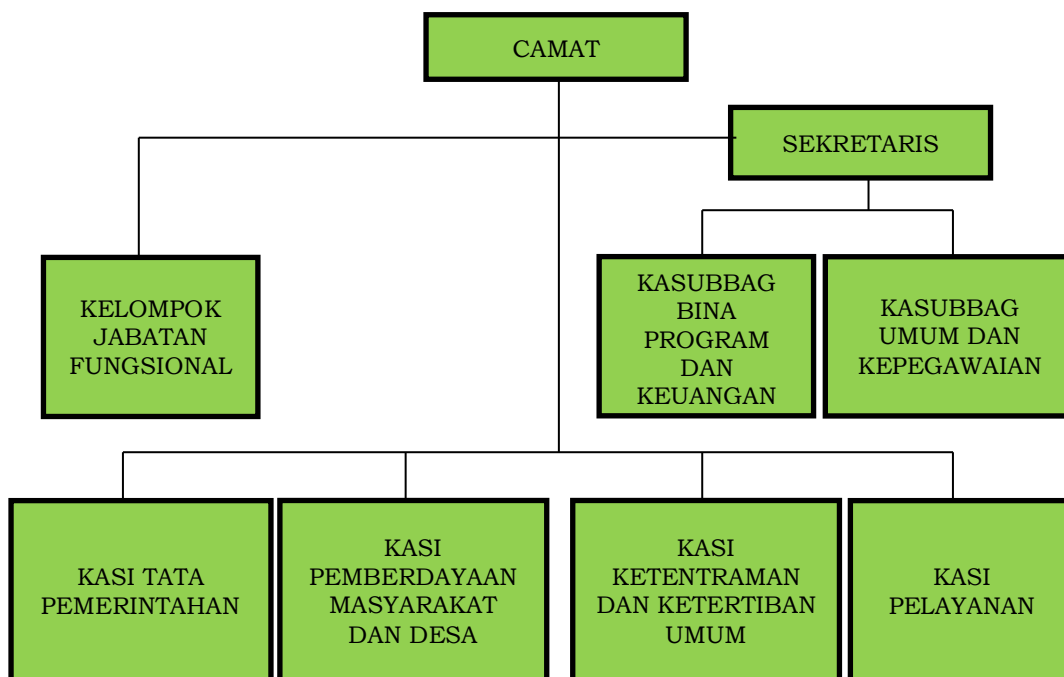 CAMAT
SEKRETARIS
KELOMPOK
JABATAN
FUNGSIONAL
KASUBBAG
BINA
PROGRAM
DAN
KEUANGAN
KASUBBAG
UMUM DAN
KEPEGAWAIAN
KASI TATA
PEMERINTAHAN
KASI
PEMBERDAYAAN
MASYARAKAT
DAN DESA
KASI
KETENTRAMAN
DAN KETERTIBAN
UMUM
KASI
PELAYANAN